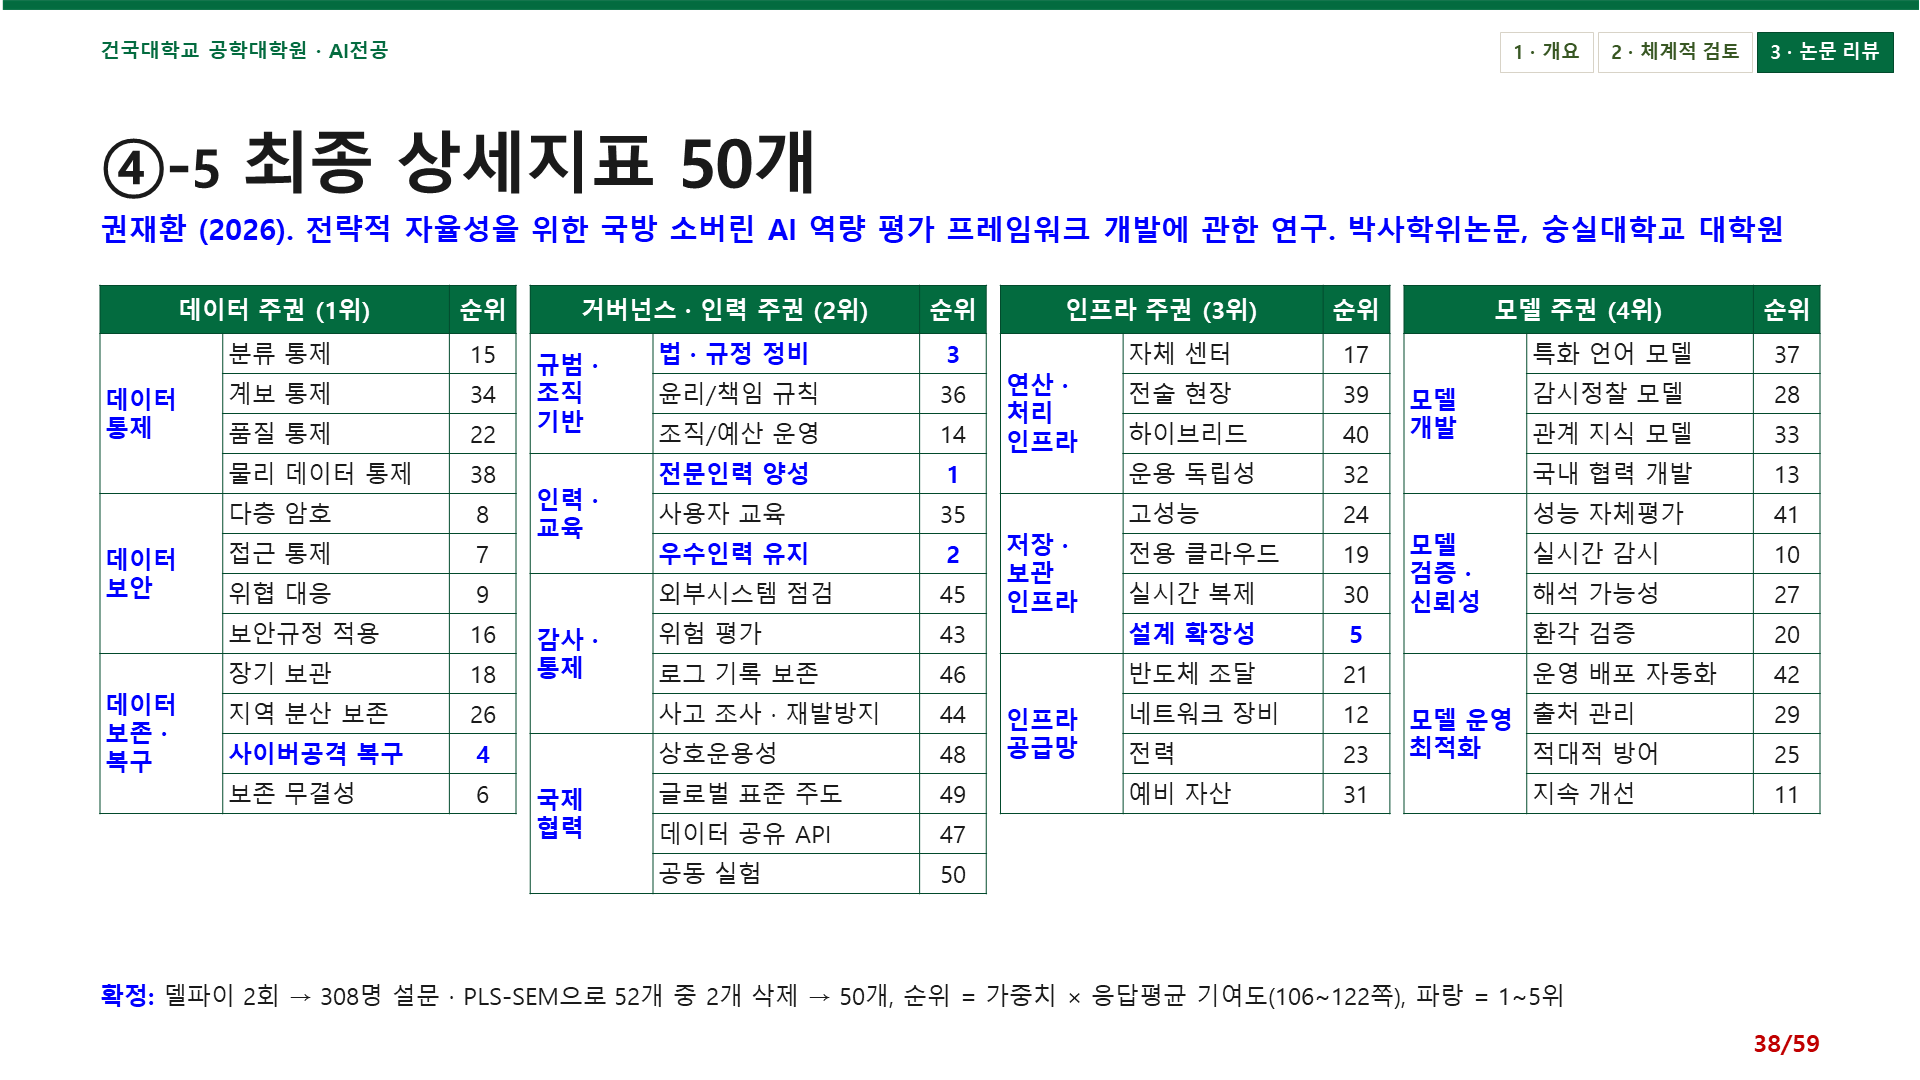 건국대학교 공학대학원 · AI전공
1 · 개요
2 · 체계적 검토
3 · 논문 리뷰
④-5 최종 상세지표 50개
권재환 (2026). 전략적 자율성을 위한 국방 소버린 AI 역량 평가 프레임워크 개발에 관한 연구. 박사학위논문, 숭실대학교 대학원
데이터 주권 (1위) 순위
데이터
통제
분류 통제 15
계보 통제 34
품질 통제 22
물리 데이터 통제 38
데이터
보안
다층 암호 8
접근 통제 7
위협 대응 9
보안규정 적용 16
데이터
보존 ·
복구
장기 보관 18
지역 분산 보존 26
사이버공격 복구 4
보존 무결성 6
거버넌스 · 인력 주권 (2위) 순위
규범 ·
조직
기반
법 · 규정 정비 3
윤리/책임 규칙 36
조직/예산 운영 14
인력 ·
교육
전문인력 양성 1
사용자 교육 35
우수인력 유지 2
감사 ·
통제
외부시스템 점검 45
위험 평가 43
로그 기록 보존 46
사고 조사 · 재발방지 44
국제
협력
상호운용성 48
글로벌 표준 주도 49
데이터 공유 API 47
공동 실험 50
인프라 주권 (3위) 순위
연산 ·
처리
인프라
자체 센터 17
전술 현장 39
하이브리드 40
운용 독립성 32
저장 ·
보관
인프라
고성능 24
전용 클라우드 19
실시간 복제 30
설계 확장성 5
인프라
공급망
반도체 조달 21
네트워크 장비 12
전력 23
예비 자산 31
모델 주권 (4위) 순위
모델
개발
특화 언어 모델 37
감시정찰 모델 28
관계 지식 모델 33
국내 협력 개발 13
모델
검증 ·
신뢰성
성능 자체평가 41
실시간 감시 10
해석 가능성 27
환각 검증 20
모델 운영
최적화
운영 배포 자동화 42
출처 관리 29
적대적 방어 25
지속 개선 11
확정: 델파이 2회 → 308명 설문 · PLS-SEM으로 52개 중 2개 삭제 → 50개, 순위 = 가중치 × 응답평균 기여도(106~122쪽), 파랑 = 1~5위
38/59